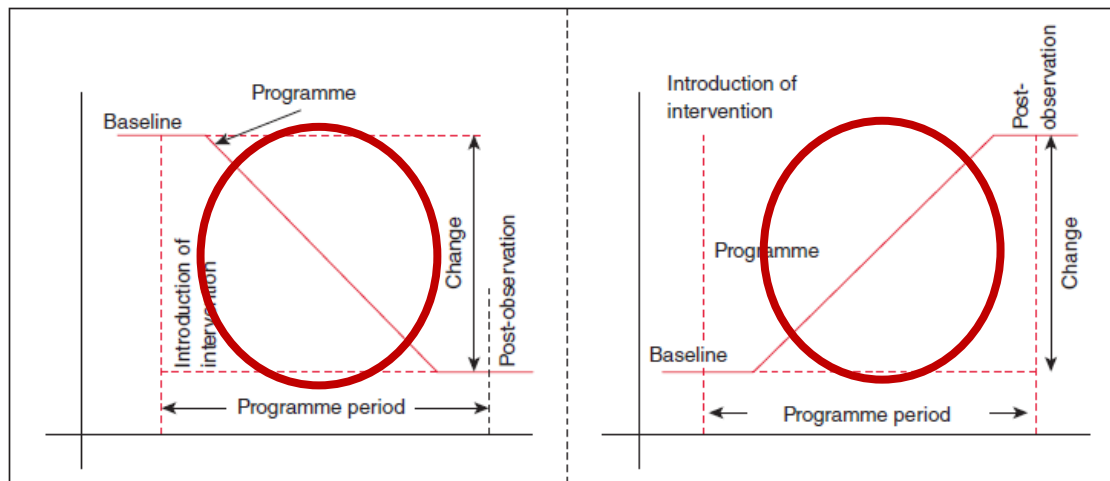 Programme
Baseline
Introduction of
intervention
Change
Post-observation
Programme period
Introduction of
intervention
Post-
observation
Programme
Change
Baseline
Programme period